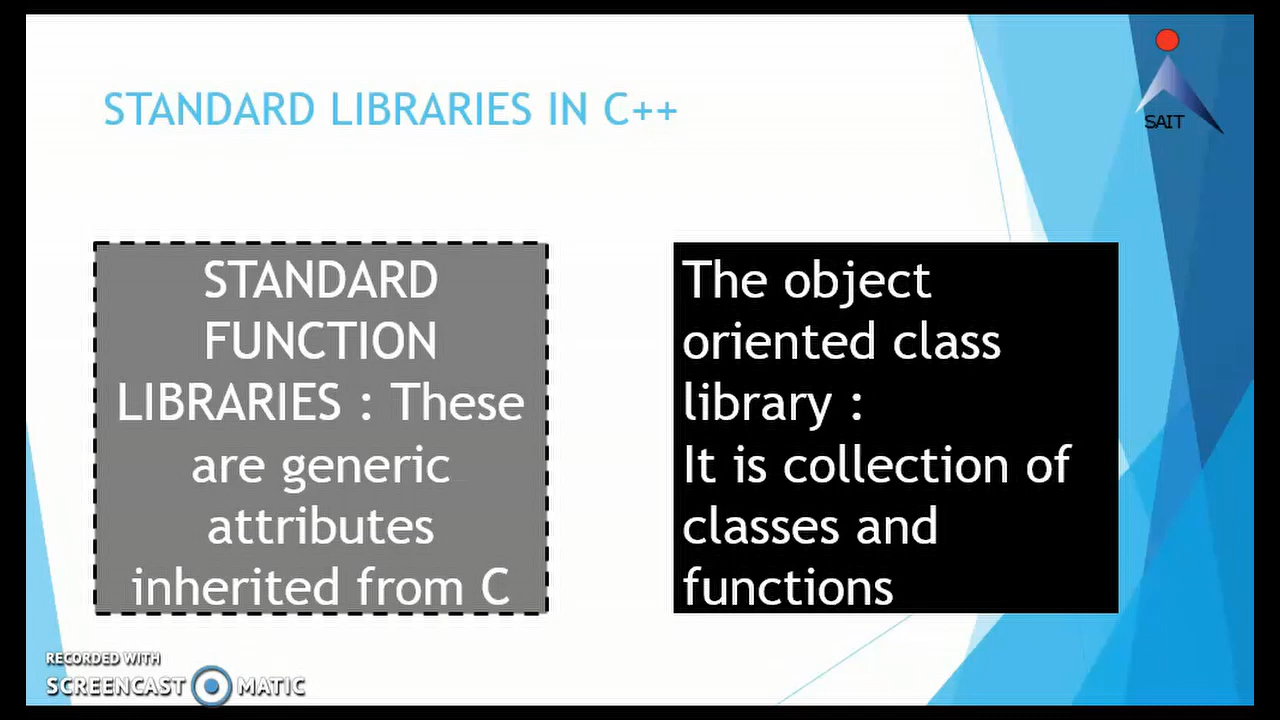 STANDARD LIBRARIES IN C++
SAIT
STANDARD
FUNCTION
LIBRARIES : These
are generic
attributes
inherited from C
The object
oriented class
library :
It is collection of
classes and
functions
RECORDED WITH
SCREENCAST MATIC